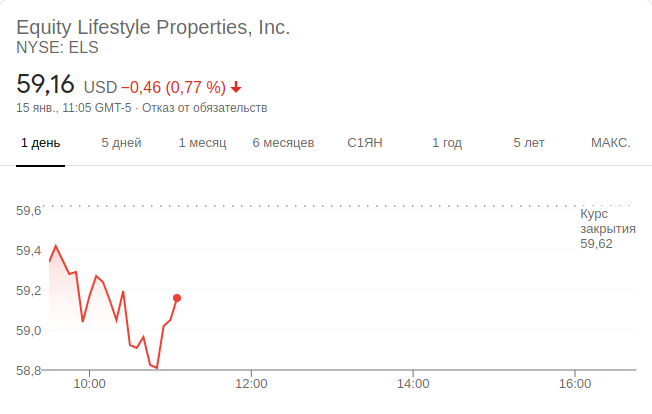 Equity Lifestyle Properties, Inc.
NYSE: ELS
59,16 USD −0,46 (0,77 %)
15 янв., 11:05 GMT-5 · Отказ от обязательств
1 день 5 дней 1 месяц 6 месяцев С1ЯН 1 год 5 лет МАКС.
59,6
Курс
закрытия
59,62
59,4
59,2
59,0
58,8
10:00 12:00 14:00 16:00